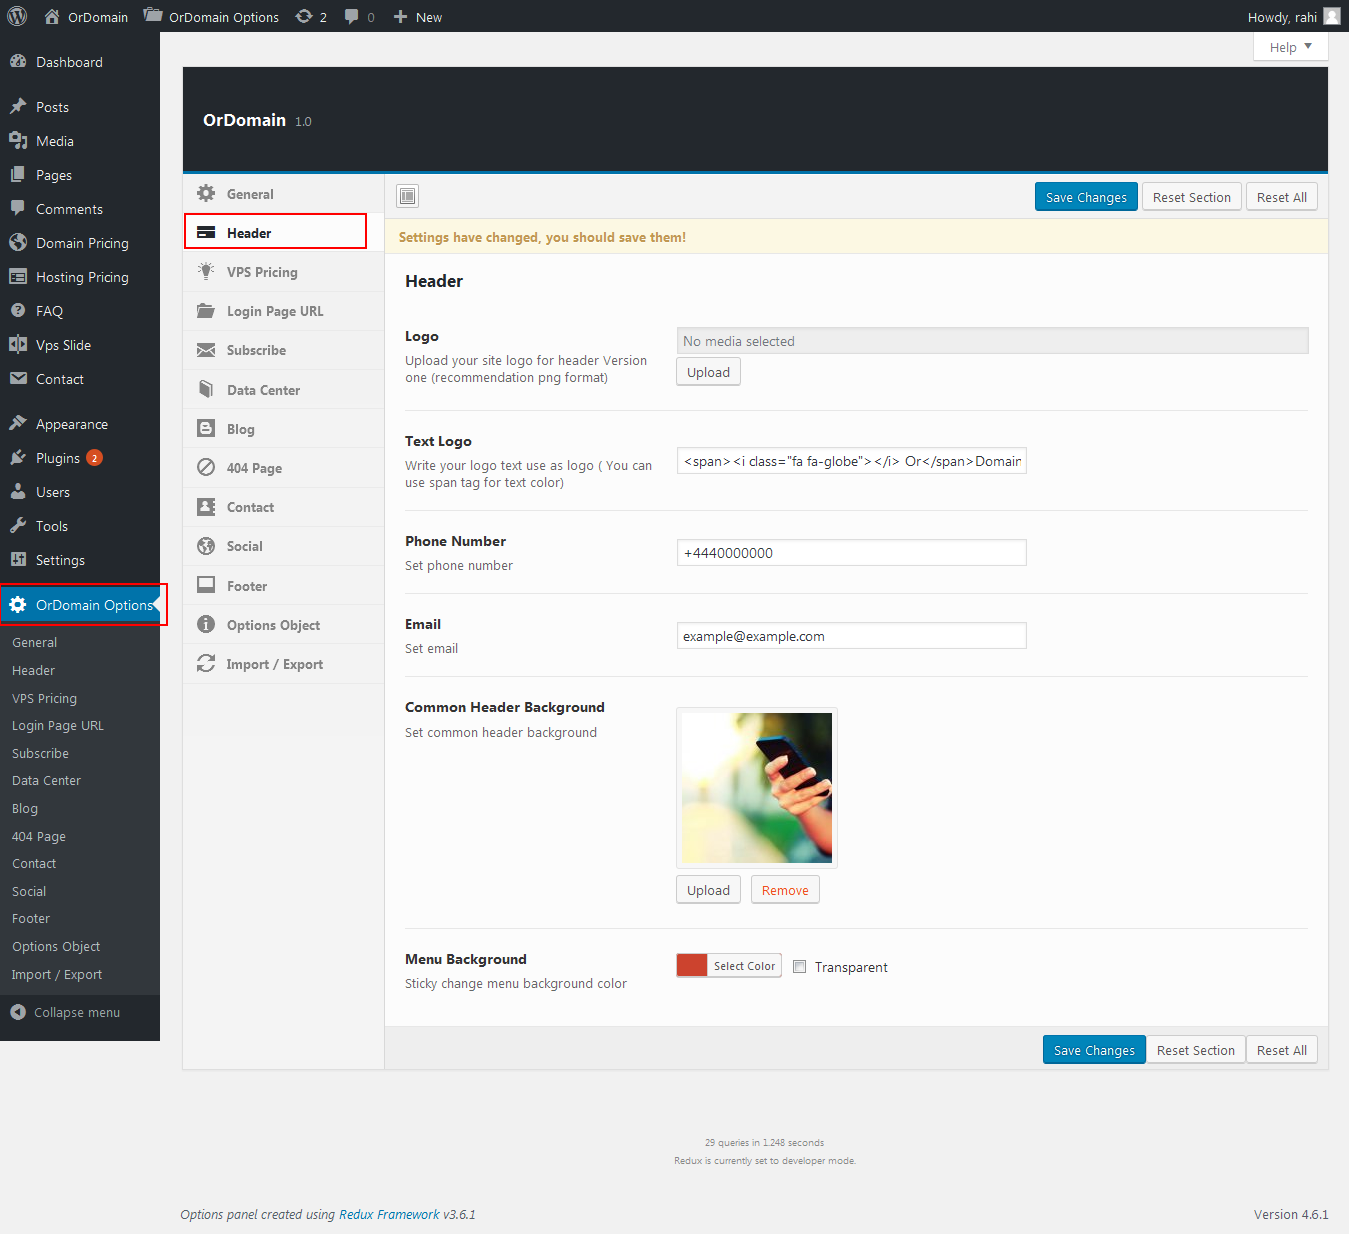 OrDomain
OrDomain Options
2
0
New
Howdy, rahi
Help
Dashboard
Posts
Media
Pages
Comments
Domain Pricing
Hosting Pricing
FAQ
Vps Slide
Contact
Appearance
Plugins 2
Users
Tools
Settings
OrDomain Options
General
Header
VPS Pricing
Login Page URL
Subscribe
Data Center
Blog
404 Page
Contact
Social
Footer
Options Object
Import / Export
Collapse menu
OrDomain 1.0
General
Header
VPS Pricing
Login Page URL
Subscribe
Data Center
Blog
404 Page
Contact
Social
Footer
Options Object
Import / Export
Save Changes
Reset Section
Reset All
Settings have changed, you should save them!
Header
Logo
Upload your site logo for header Version
one (recommendation png format)
No media selected
Upload
Text Logo
Write your logo text use as logo ( You can
use span tag for text color)
<span><i class="fa fa-globe"></i> Or</span>Domain
Phone Number
Set phone number
+4440000000
Email
Set email
example@example.com
Common Header Background
Set common header background
Upload
Remove
Menu Background
Sticky change menu background color
Select Color
Transparent
Save Changes
Reset Section
Reset All
29 queries in 1.248 seconds
Redux is currently set to developer mode.
Options panel created using Redux Framework v3.6.1
Version 4.6.1